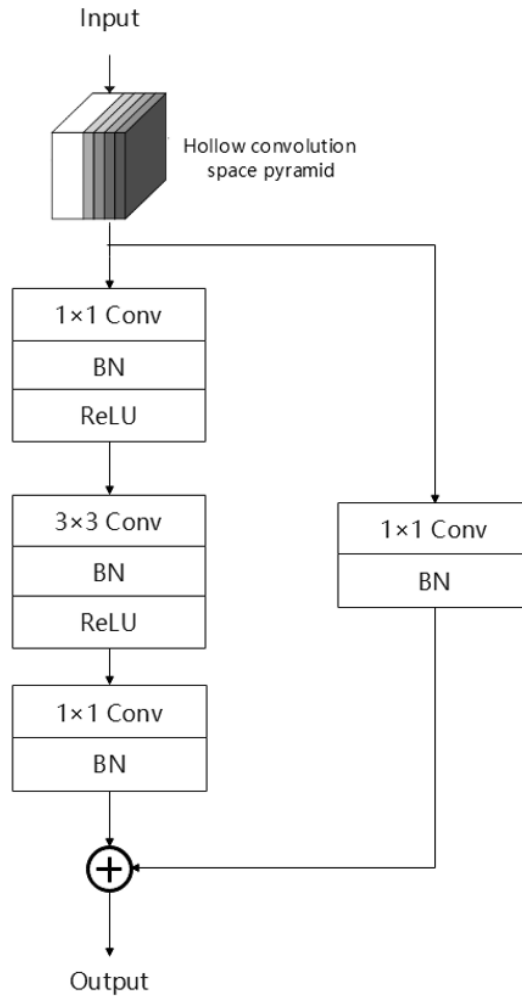 Input
Hollow convolution
space pyramid
1×1 Conv
BN
ReLU
3×3 Conv
BN
ReLU
1×1 Conv
BN
1×1 Conv
BN
Output